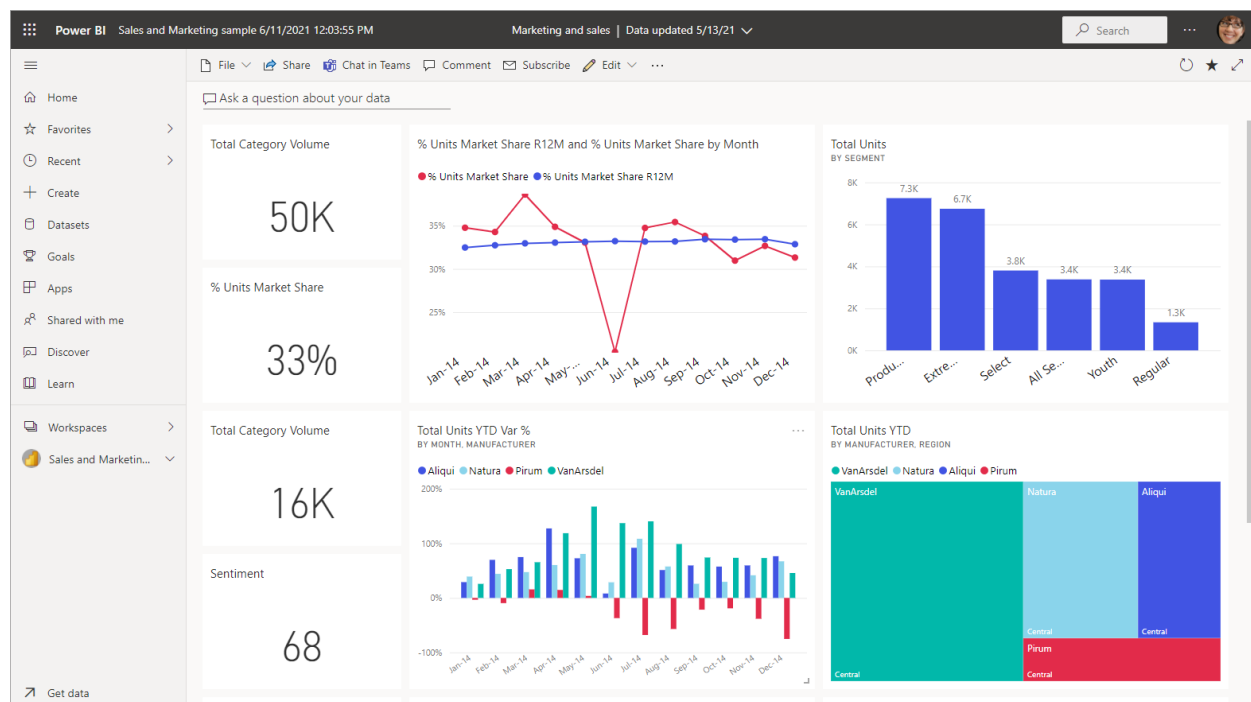 Power BI Sales and Marketing sample 6/11/2021 12:03:55 PM Marketing and sales | Data updated 5/13/21 Search ...
File Share Chat in Teams Comment Subscribe Edit ...
Home
Favorites
Recent
Create
Datasets
Goals
Apps
Shared with me
Discover
Learn
Workspaces
Sales and Marketin...
Get data
Ask a question about your data
Total Category Volume
50K
% Units Market Share
33%
Total Category Volume
16K
Sentiment
68
% Units Market Share R12M and % Units Market Share by Month
% Units Market Share % Units Market Share R12M
35%
30%
25%
Jan-14 Feb-14 Mar-14 Apr-14 May-... Jun-14 Jul-14 Aug-14 Sep-14 Oct-14 Nov-14 Dec-14
Total Units
BY SEGMENT
8K
6K
4K
2K
0K
7.3K 6.7K 3.8K 3.4K 3.4K 1.3K
Produ... Extre... Select All Se... Youth Regular
Total Units YTD Var % ...
BY MONTH, MANUFACTURER
Aliqui Natura Pirum VanArsdel
200%
100%
0%
-100%
Jan-14 Feb-14 Mar-14 Apr-14 May-14 Jun-14 Jul-14 Aug-14 Sep-14 Oct-14 Nov-14 Dec-14
Total Units YTD
BY MANUFACTURER, REGION
VanArsdel Natura Aliqui Pirum
VanArsdel Natura Aliqui
Central Central
Pirum
Central Central